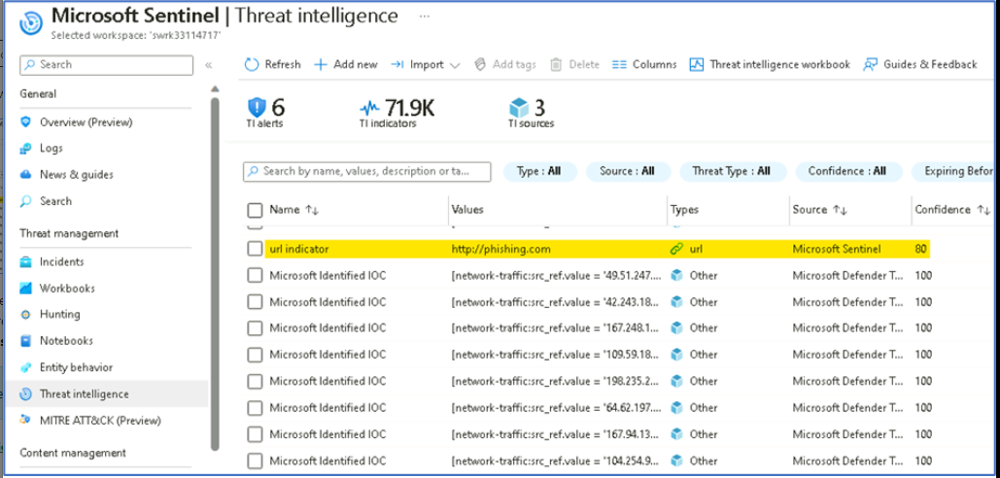 Microsoft Sentinel | Threat intelligence ...
Selected workspace: 'swrk33114717'
Search
«
Refresh Add new Import Add tags Delete Columns Threat intelligence workbook Guides & Feedback
General
Overview (Preview)
Logs
News & guides
Search
Threat management
Incidents
Workbooks
Hunting
Notebooks
Entity behavior
Threat intelligence
MITRE ATT&CK (Preview)
Content management
6
TI alerts
71.9K
TI indicators
3
TI sources
Search by name, values, description or ta... Type : All Source : All Threat Type : All Confidence : All Expiring Befor
Name ↑↓ Values Types Source ↑↓ Confidence ↑↓
url indicator http://phishing.com url Microsoft Sentinel 80
Microsoft Identified IOC [network-traffic:src_ref.value = '49.51.247.... Other Microsoft Defender T... 100
Microsoft Identified IOC [network-traffic:src_ref.value = '42.243.18... Other Microsoft Defender T... 100
Microsoft Identified IOC [network-traffic:src_ref.value = '167.248.1... Other Microsoft Defender T... 100
Microsoft Identified IOC [network-traffic:src_ref.value = '109.59.18... Other Microsoft Defender T... 100
Microsoft Identified IOC [network-traffic:src_ref.value = '198.235.2... Other Microsoft Defender T... 100
Microsoft Identified IOC [network-traffic:src_ref.value = '64.62.197.... Other Microsoft Defender T... 100
Microsoft Identified IOC [network-traffic:src_ref.value = '167.94.13... Other Microsoft Defender T... 100
Microsoft Identified IOC [network-traffic:src_ref.value = '104.254.9... Other Microsoft Defender T... 100